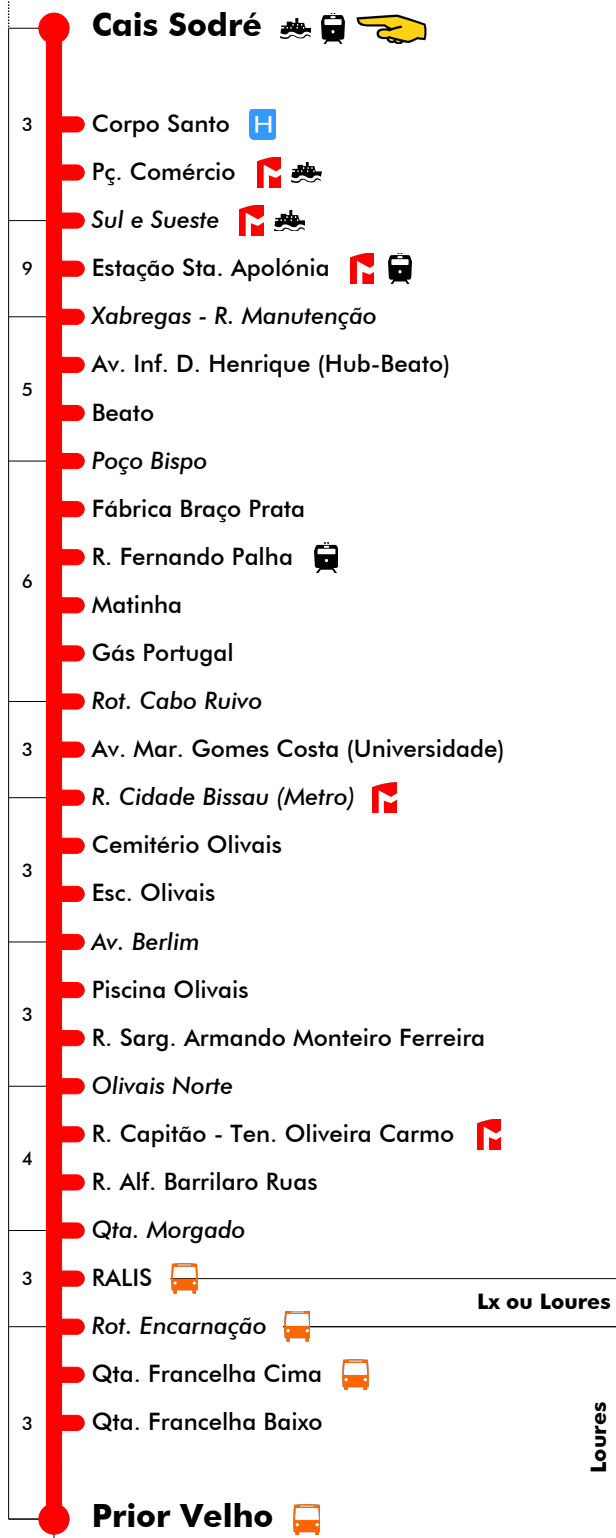 Cais Sodré
3
Corpo Santo H
Pç. Comércio
Sul e Sueste
9
Estação Sta. Apolónia
Xabregas - R. Manutenção
Av. Inf. D. Henrique (Hub-Beato)
5
Beato
Poço Bispo
Fábrica Braço Prata
R. Fernando Palha
6
Matinha
Gás Portugal
Rot. Cabo Ruivo
3
Av. Mar. Gomes Costa (Universidade)
R. Cidade Bissau (Metro)
Cemitério Olivais
3
Esc. Olivais
Av. Berlim
Piscina Olivais
3
R. Sarg. Armando Monteiro Ferreira
Olivais Norte
R. Capitão - Ten. Oliveira Carmo
4
R. Alf. Barrilaro Ruas
Qta. Morgado
3
RALIS
Lx ou Loures
Rot. Encarnação
Qta. Francelha Cima
3
Qta. Francelha Baixo
Loures
Prior Velho